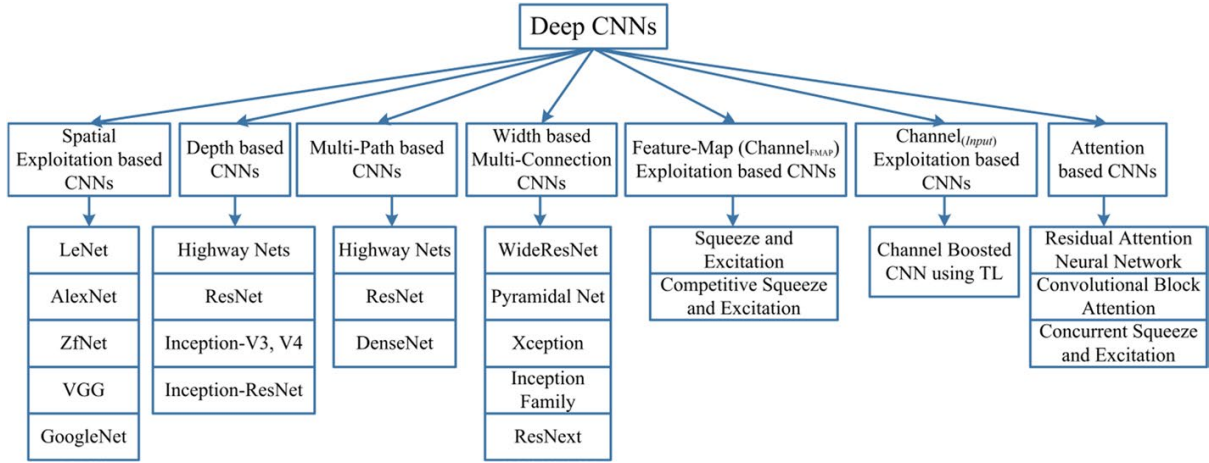 Deep CNNs
Spatial
Exploitation based
CNNs
Depth based
CNNs
Multi-Path based
CNNs
Width based
Multi-Connection
CNNs
Feature-Map (ChannelFMAP)
Exploitation based CNNs
Channel(Input)
Exploitation based
CNNs
Attention
based CNNs
LeNet
AlexNet
ZfNet
VGG
GoogleNet
Highway Nets
ResNet
Inception-V3, V4
Inception-ResNet
Highway Nets
ResNet
DenseNet
WideResNet
Pyramidal Net
Xception
Inception
Family
ResNext
Squeeze and
Excitation
Competitive Squeeze
and Excitation
Channel Boosted
CNN using TL
Residual Attention
Neural Network
Convolutional Block
Attention
Concurrent Squeeze
and Excitation